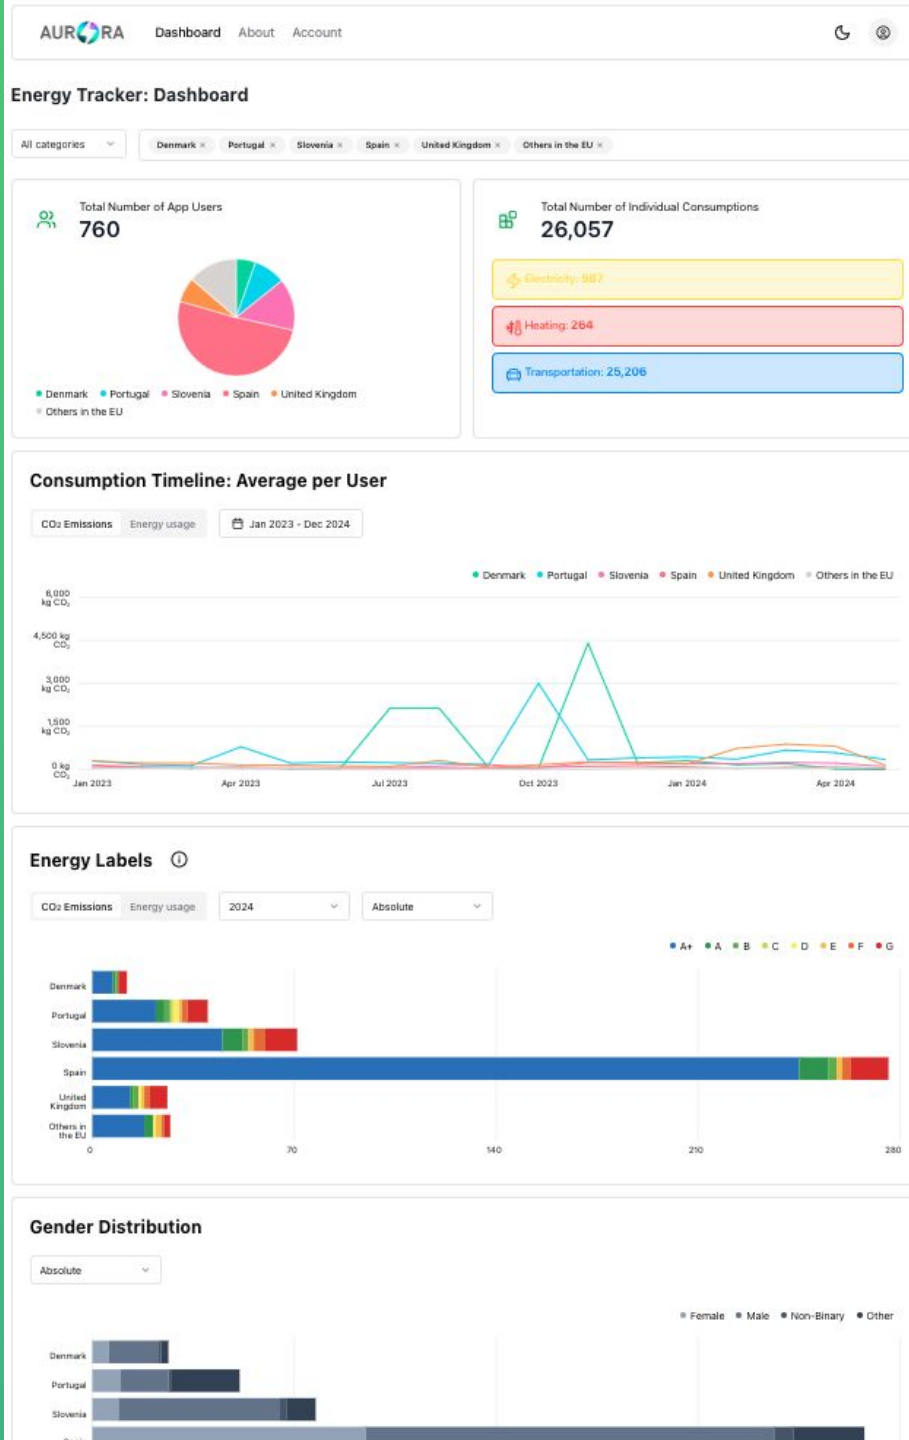 AURORA Dashboard About Account
Energy Tracker: Dashboard
All categories Denmark × Portugal × Slovenia × Spain × United Kingdom × Others in the EU ×
Total Number of App Users
760
Denmark Portugal Slovenia Spain United Kingdom
Others in the EU
Total Number of Individual Consumptions
26,057
Electricity: 587
Heating: 264
Transportation: 25,206
Consumption Timeline: Average per User
CO₂ Emissions Energy usage Jan 2023 - Dec 2024
Denmark Portugal Slovenia Spain United Kingdom Others in the EU
6,000
kg CO₂
4,500 kg
CO₂
3,000
kg CO₂
1,500
kg CO₂
0 kg
CO₂
Jan 2023 Apr 2023 Jul 2023 Oct 2023 Jan 2024 Apr 2024
Energy Labels
CO₂ Emissions Energy usage 2024 Absolute
A+ A B C D E F G
Denmark
Portugal
Slovenia
Spain
United
Kingdom
Others in
the EU
0 70 140 210 280
Gender Distribution
Absolute
Female Male Non-Binary Other
Denmark
Portugal
Slovenia